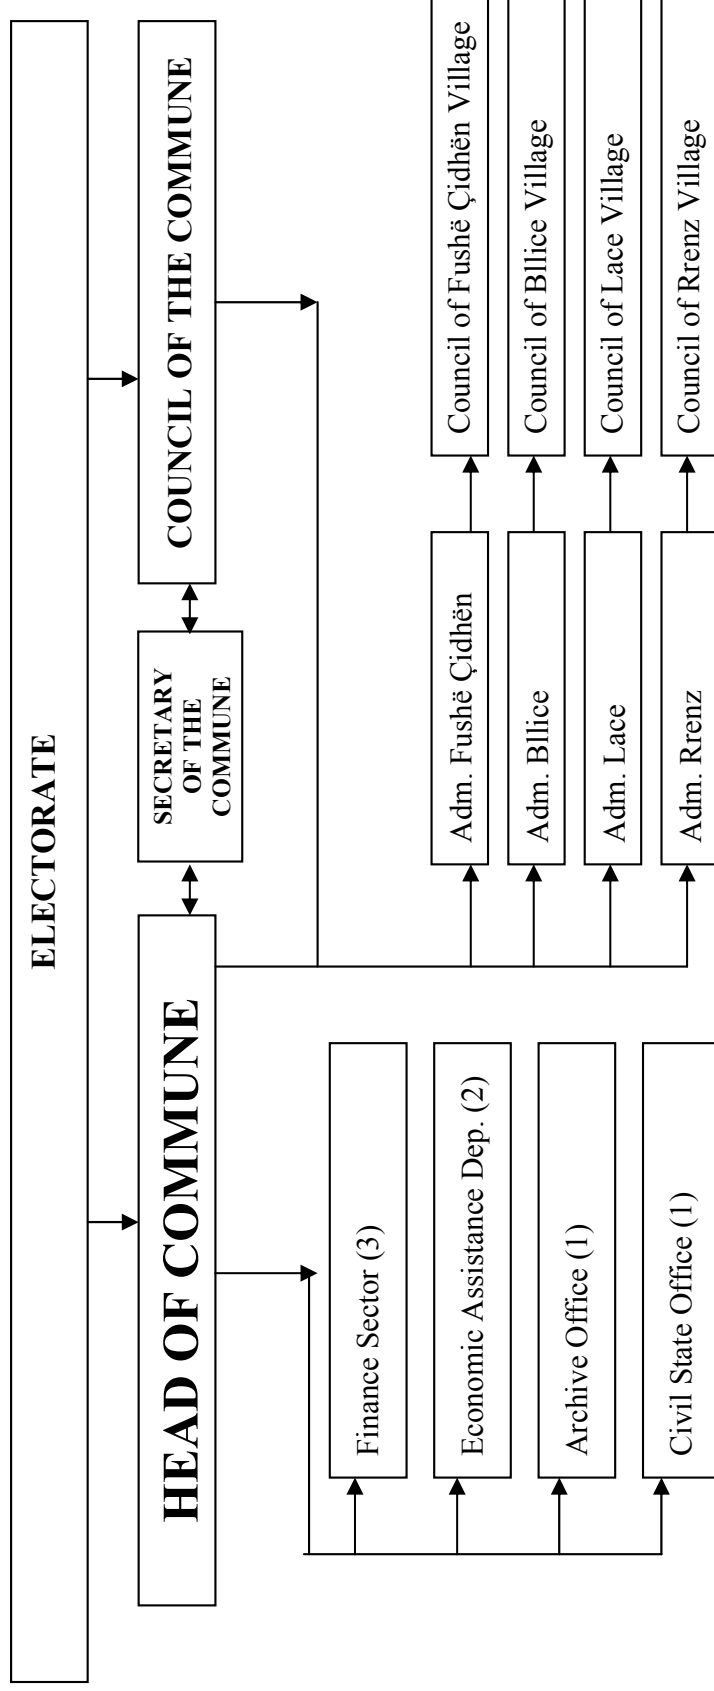 ELECTORATE
HEAD OF COMMUNE
SECRETARY
OF THE
COMMUNE
COUNCIL OF THE COMMUNE
Finance Sector (3)
Economic Assistance Dep. (2)
Archive Office (1)
Civil State Office (1)
Adm. Fushë Çidhën
Adm. Bllice
Adm. Lace
Adm. Rrenz
Council of Fushë Çidhën Village
Council of Bllice Village
Council of Lace Village
Council of Rrenz Village